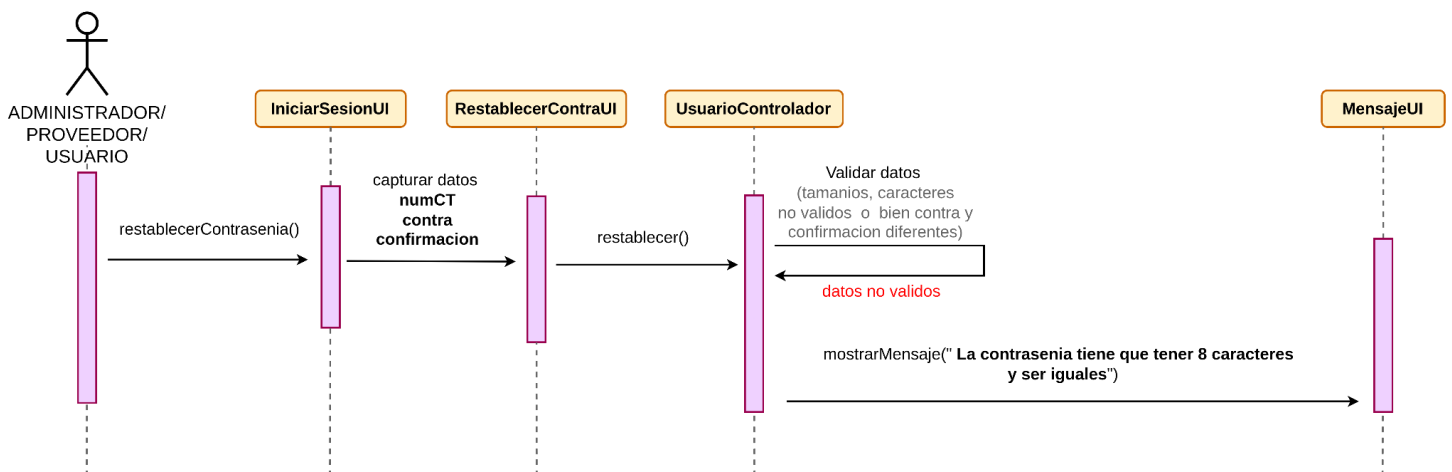 ADMINISTRADOR/
PROVEEDOR/
USUARIO
IniciarSesionUI
RestablecerContraUI
UsuarioControlador
MensajeUI
restablecerContrasenia()
capturar datos
numCT
contra
confirmacion
restablecer()
Validar datos
(tamanios, caracteres
no validos o bien contra y
confirmacion diferentes)
datos no validos
mostrarMensaje(" La contrasenia tiene que tener 8 caracteres
y ser iguales")